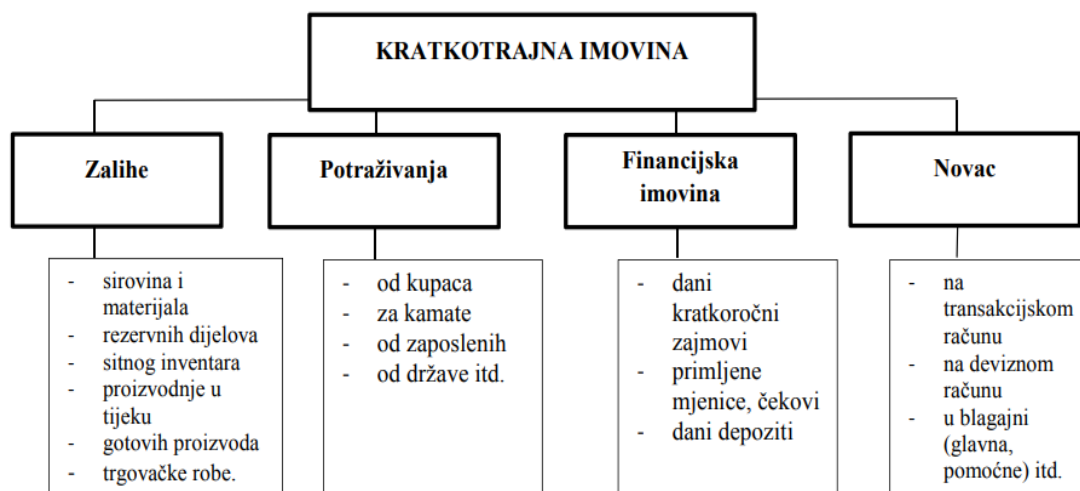 KRATKOTRAJNA IMOVINA
Zalihe
Potraživanja
Financijska
imovina
Novac
- sirovina i
materijala
- rezervnih dijelova
- sitnog inventara
- proizvodnje u
tijeku
- gotovih proizvoda
- trgovačke robe.
- od kupaca
- za kamate
- od zaposlenih
- od države itd.
- dani
kratkoročni
zajmovi
- primljene
mjenice, čekovi
- dani depoziti
- na
transakcijskom
računu
- na deviznom
računu
- u blagajni
(glavna,
pomoćne) itd.